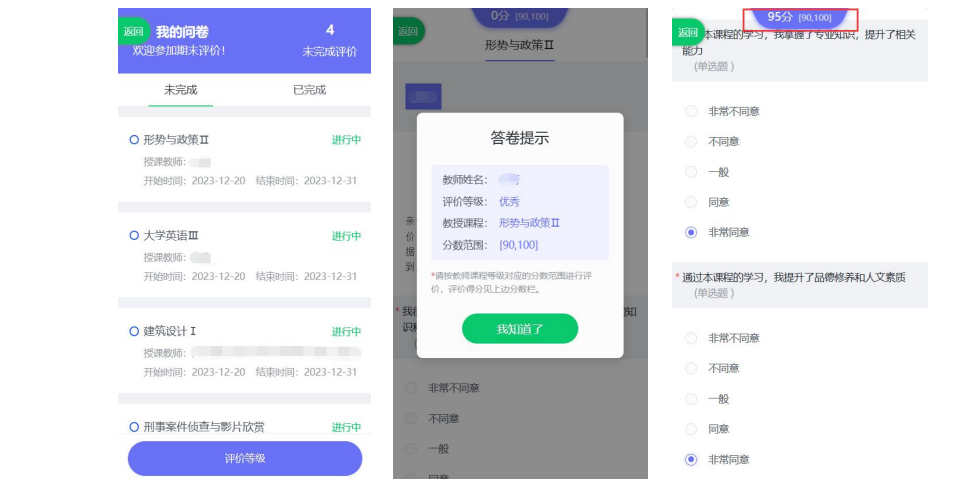 返回
我的问卷
4
欢迎参加期末评价！
未完成评价
未完成
已完成
形势与政策Ⅱ
进行中
授课教师：
开始时间：2023-12-20 结束时间：2023-12-31
大学英语Ⅲ
进行中
授课教师：
开始时间：2023-12-20 结束时间：2023-12-31
建筑设计Ⅰ
进行中
授课教师：
开始时间：2023-12-20 结束时间：2023-12-31
刑事案件侦查与影片欣赏
进行中
评价等级
0分 [90,100]
返回
形势与政策Ⅱ
答卷提示
教师姓名：
评价等级： 优秀
教授课程： 形势与政策Ⅱ
分数范围： [90,100]
*请按教师课程等级对应的分数范围进行评
价，评价得分见上边分数栏。
我知道了
亲
价
据
到
非常不同意
不同意
一般
同意
95分 [90,100]
返回
本课程的学习，我掌握了专业知识，提升了相关
能力
(单选题)
非常不同意
不同意
一般
同意
非常同意
*通过本课程的学习，我提升了品德修养和人文素质
(单选题)
非常不同意
不同意
一般
同意
非常同意